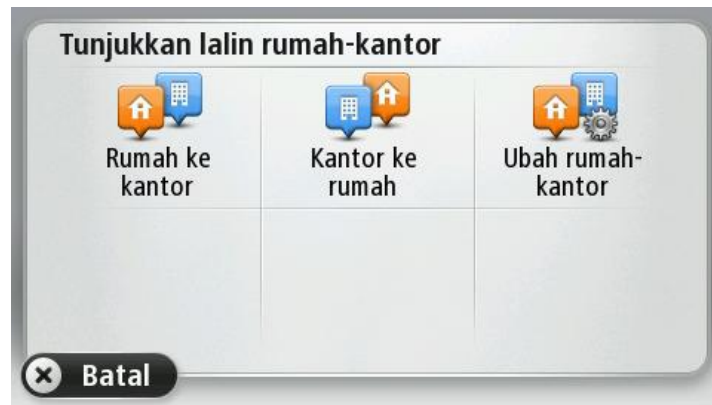 Tunjukkan lalin rumah-kantor
Rumah ke
kantor
Kantor ke
rumah
Ubah rumah-
kantor
Batal